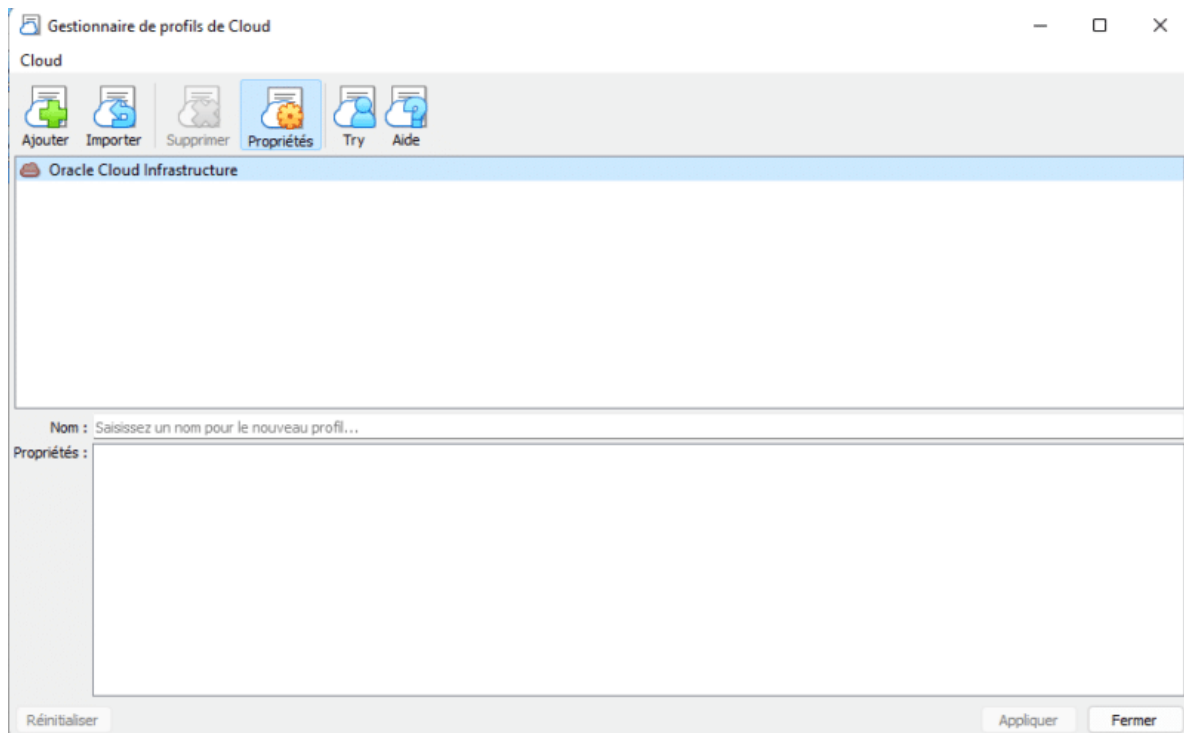 Gestionnaire de profils de Cloud
Cloud
Ajouter Importer Supprimer Propriétés Try Aide
Oracle Cloud Infrastructure
Nom : Saisissez un nom pour le nouveau profil...
Propriétés :
Réinitialiser Appliquer Fermer